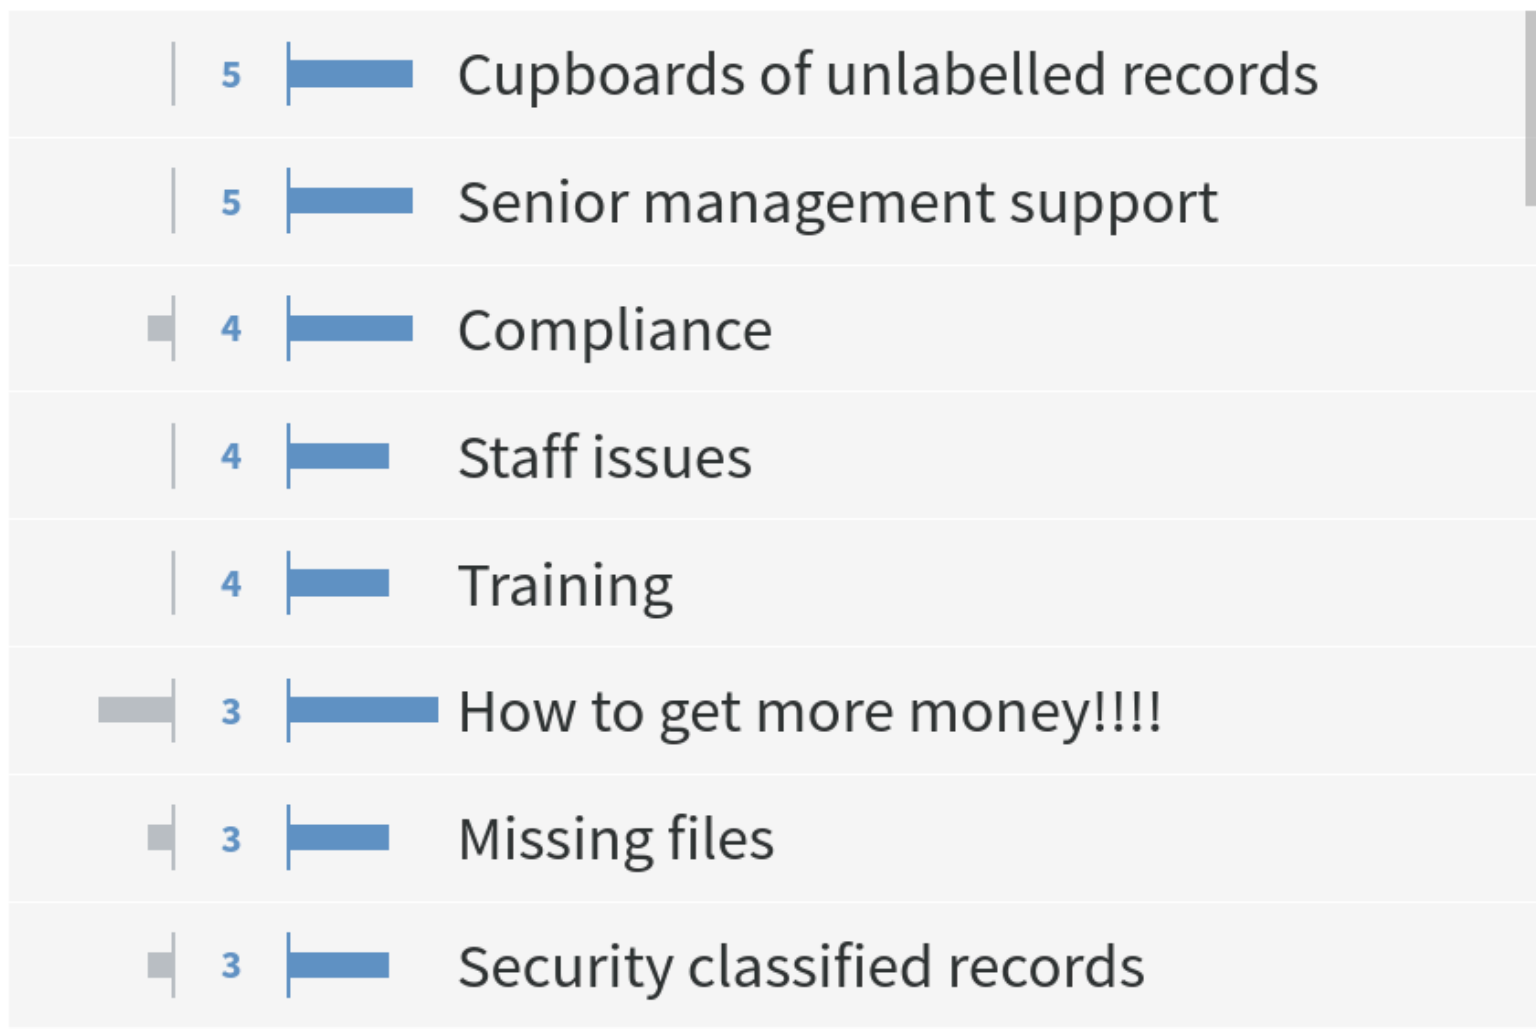 5 Cupboards of unlabelled records
5 Senior management support
4 Compliance
4 Staff issues
4 Training
3 How to get more money!!!!
3 Missing files
3 Security classified records